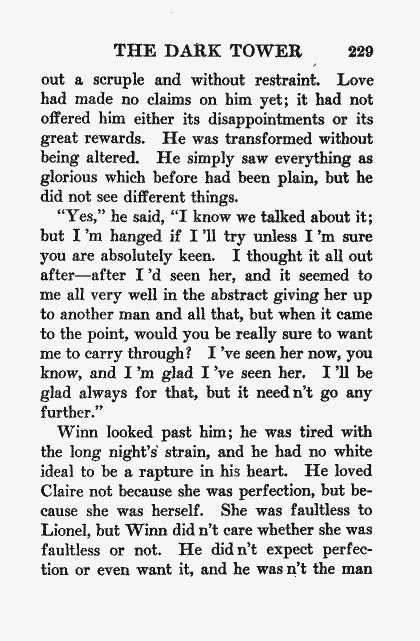 THE DARK TOWER 229
out a scruple and without restraint. Love
had made no claims on him yet; it had not
offered him either its disappointments or its
great rewards. He was transformed without
being altered. He simply saw everything as
glorious which before had been plain, but he
did not see different things.
"Yes," he said, "I know we talked about it;
but I 'm hanged if I 'll try unless I 'm sure
you are absolutely keen. I thought it all out
after—after I 'd seen her, and it seemed to
me all very well in the abstract giving her up
to another man and all that, but when it came
to the point, would you be really sure to want
me to carry through? I 've seen her now, you
know, and I 'm glad I 've seen her. I 'll be
glad always for that, but it need n't go any
further."
Winn looked past him; he was tired with
the long night's strain, and he had no white
ideal to be a rapture in his heart. He loved
Claire not because she was perfection, but be-
cause she was herself. She was faultless to
Lionel, but Winn did n't care whether she was
faultless or not. He did n't expect perfec-
tion or even want it, and he was n't the man